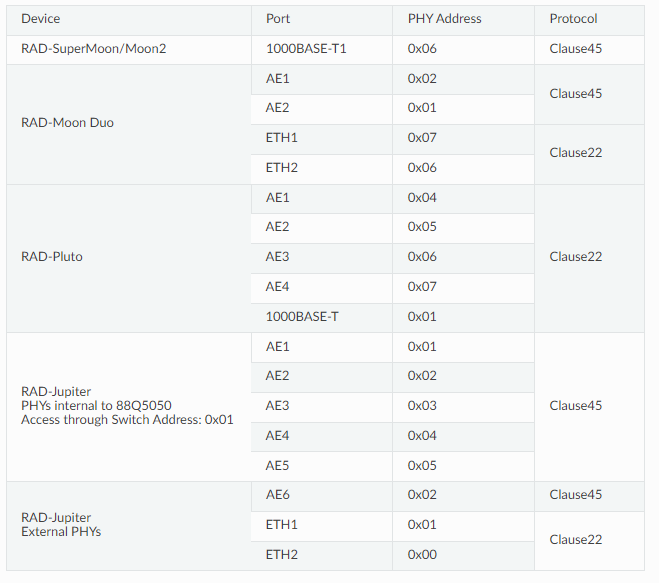 Device Port PHY Address Protocol
RAD-SuperMoon/Moon2 1000BASE-T1 0x06 Clause45
RAD-Moon Duo
AE1 0x02
Clause45
AE2 0x01
ETH1 0x07
Clause22
ETH2 0x06
RAD-Pluto
AE1 0x04
AE2 0x05
AE3 0x06
Clause22
AE4 0x07
1000BASE-T 0x01
RAD-Jupiter
PHYs internal to 88Q5050
Access through Switch Address: 0x01
AE1 0x01
AE2 0x02
AE3 0x03
Clause45
AE4 0x04
AE5 0x05
RAD-Jupiter
External PHYs
AE6 0x02 Clause45
ETH1 0x01
Clause22
ETH2 0x00